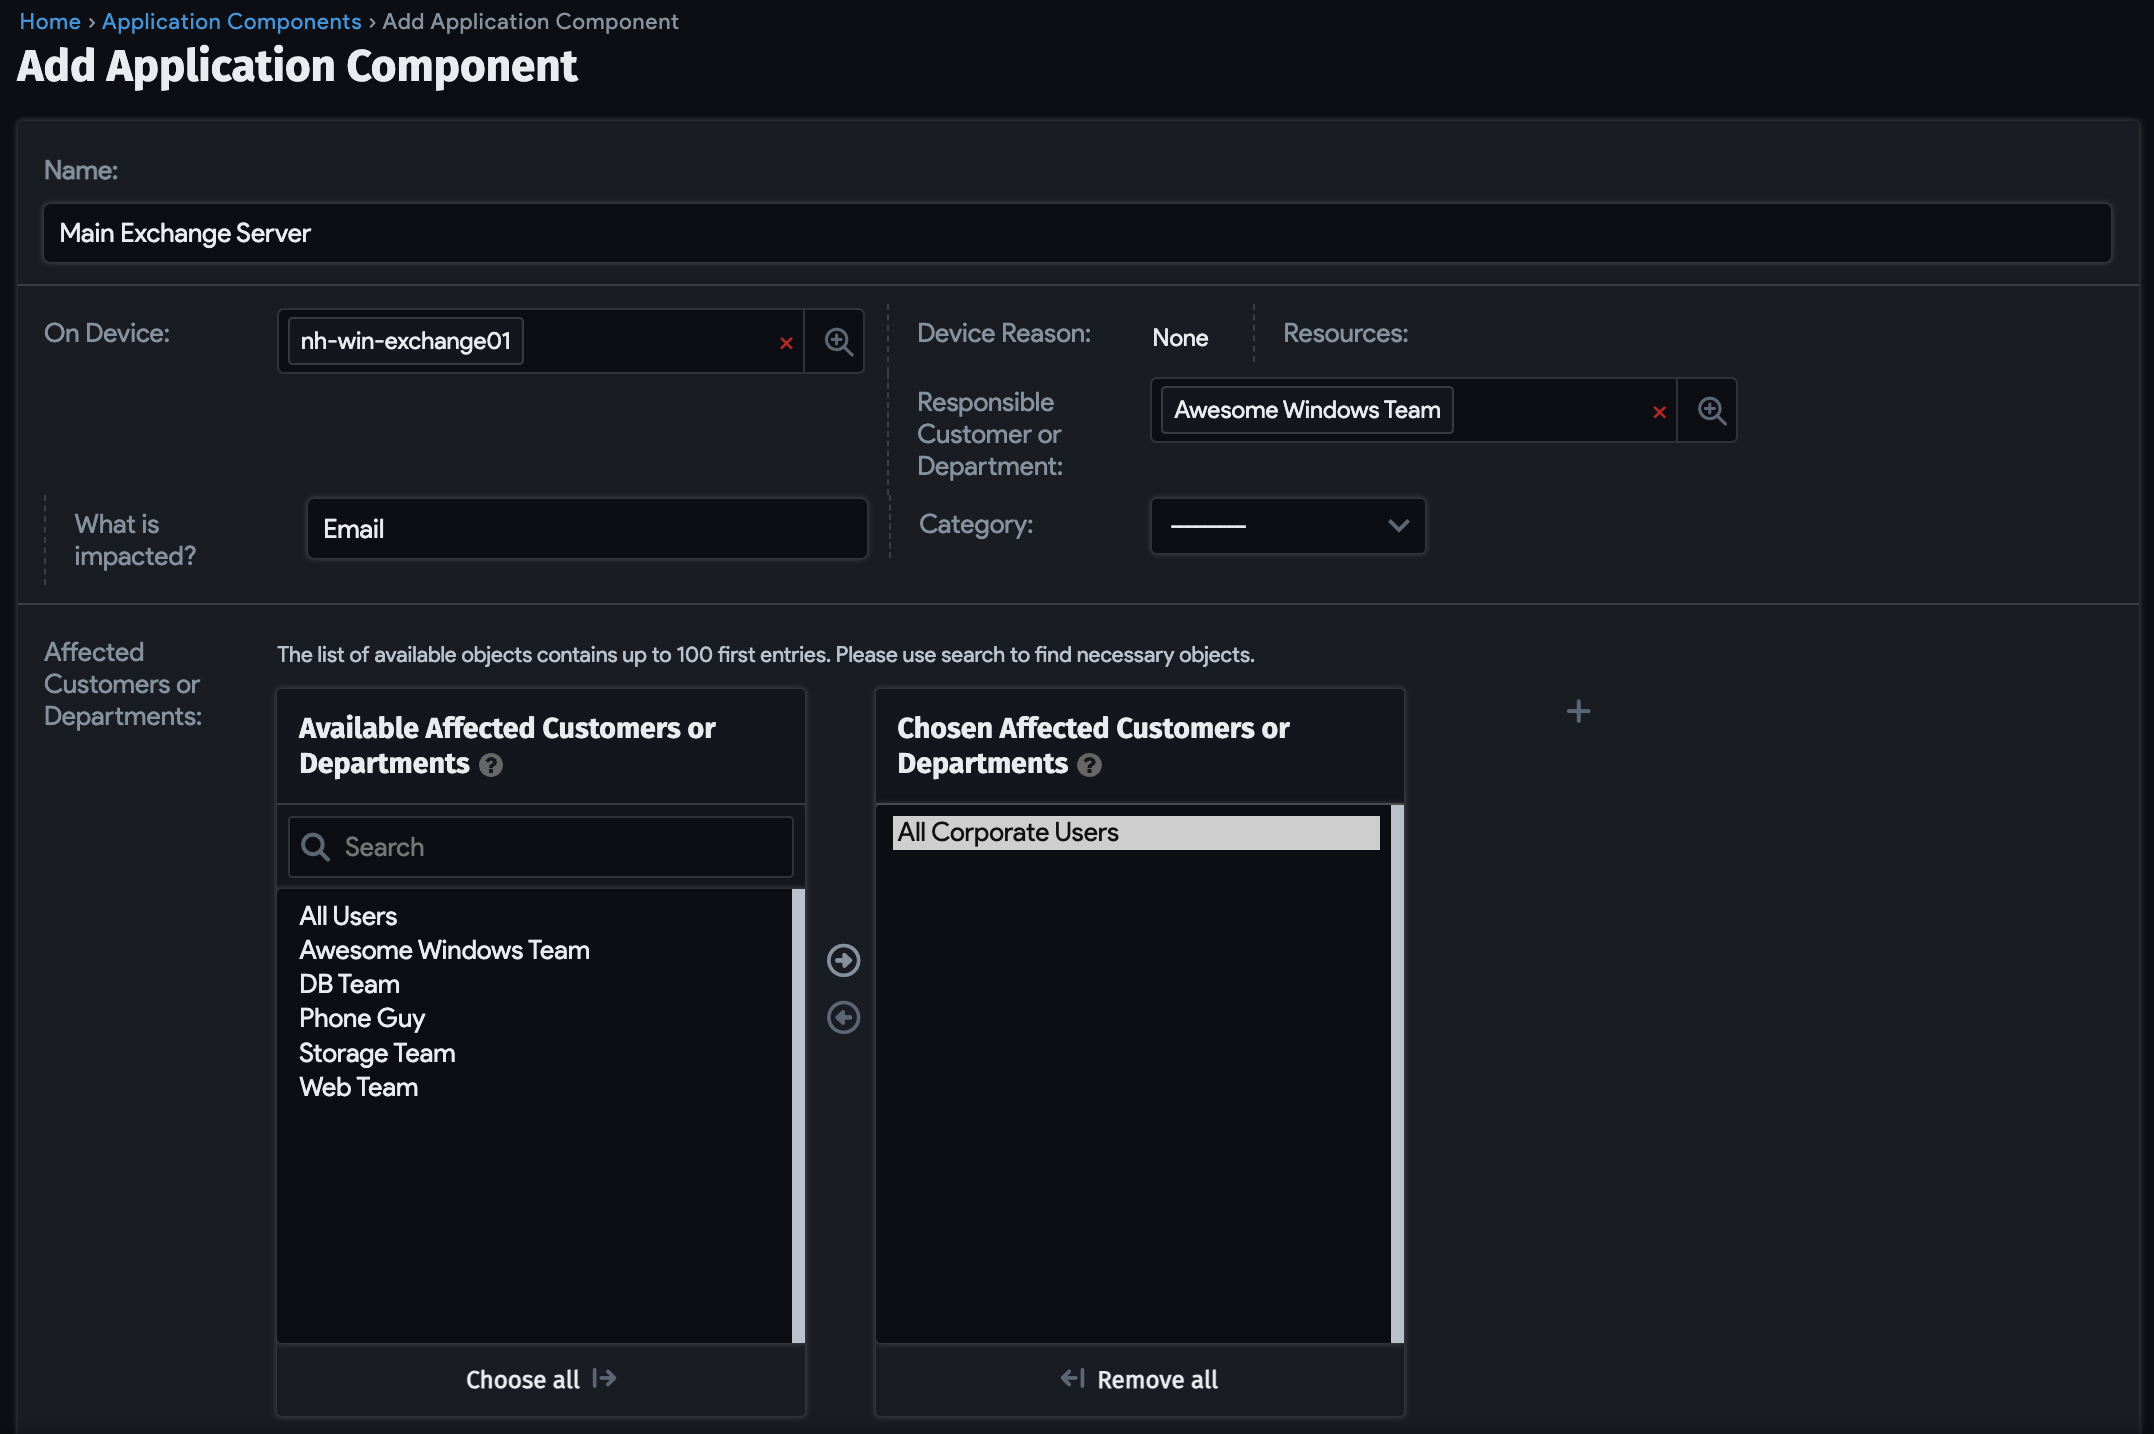 Home › Application Components › Add Application Component
Add Application Component
Name:
Main Exchange Server
On Device:
nh-win-exchange01
Device Reason:
None
Resources:
Responsible
Customer or
Department:
Awesome Windows Team
What is
impacted?
Email
Category:
Affected
Customers or
Departments:
The list of available objects contains up to 100 first entries. Please use search to find necessary objects.
Available Affected Customers or
Departments
Search
All Users
Awesome Windows Team
DB Team
Phone Guy
Storage Team
Web Team
Choose all
Chosen Affected Customers or
Departments
All Corporate Users
Remove all